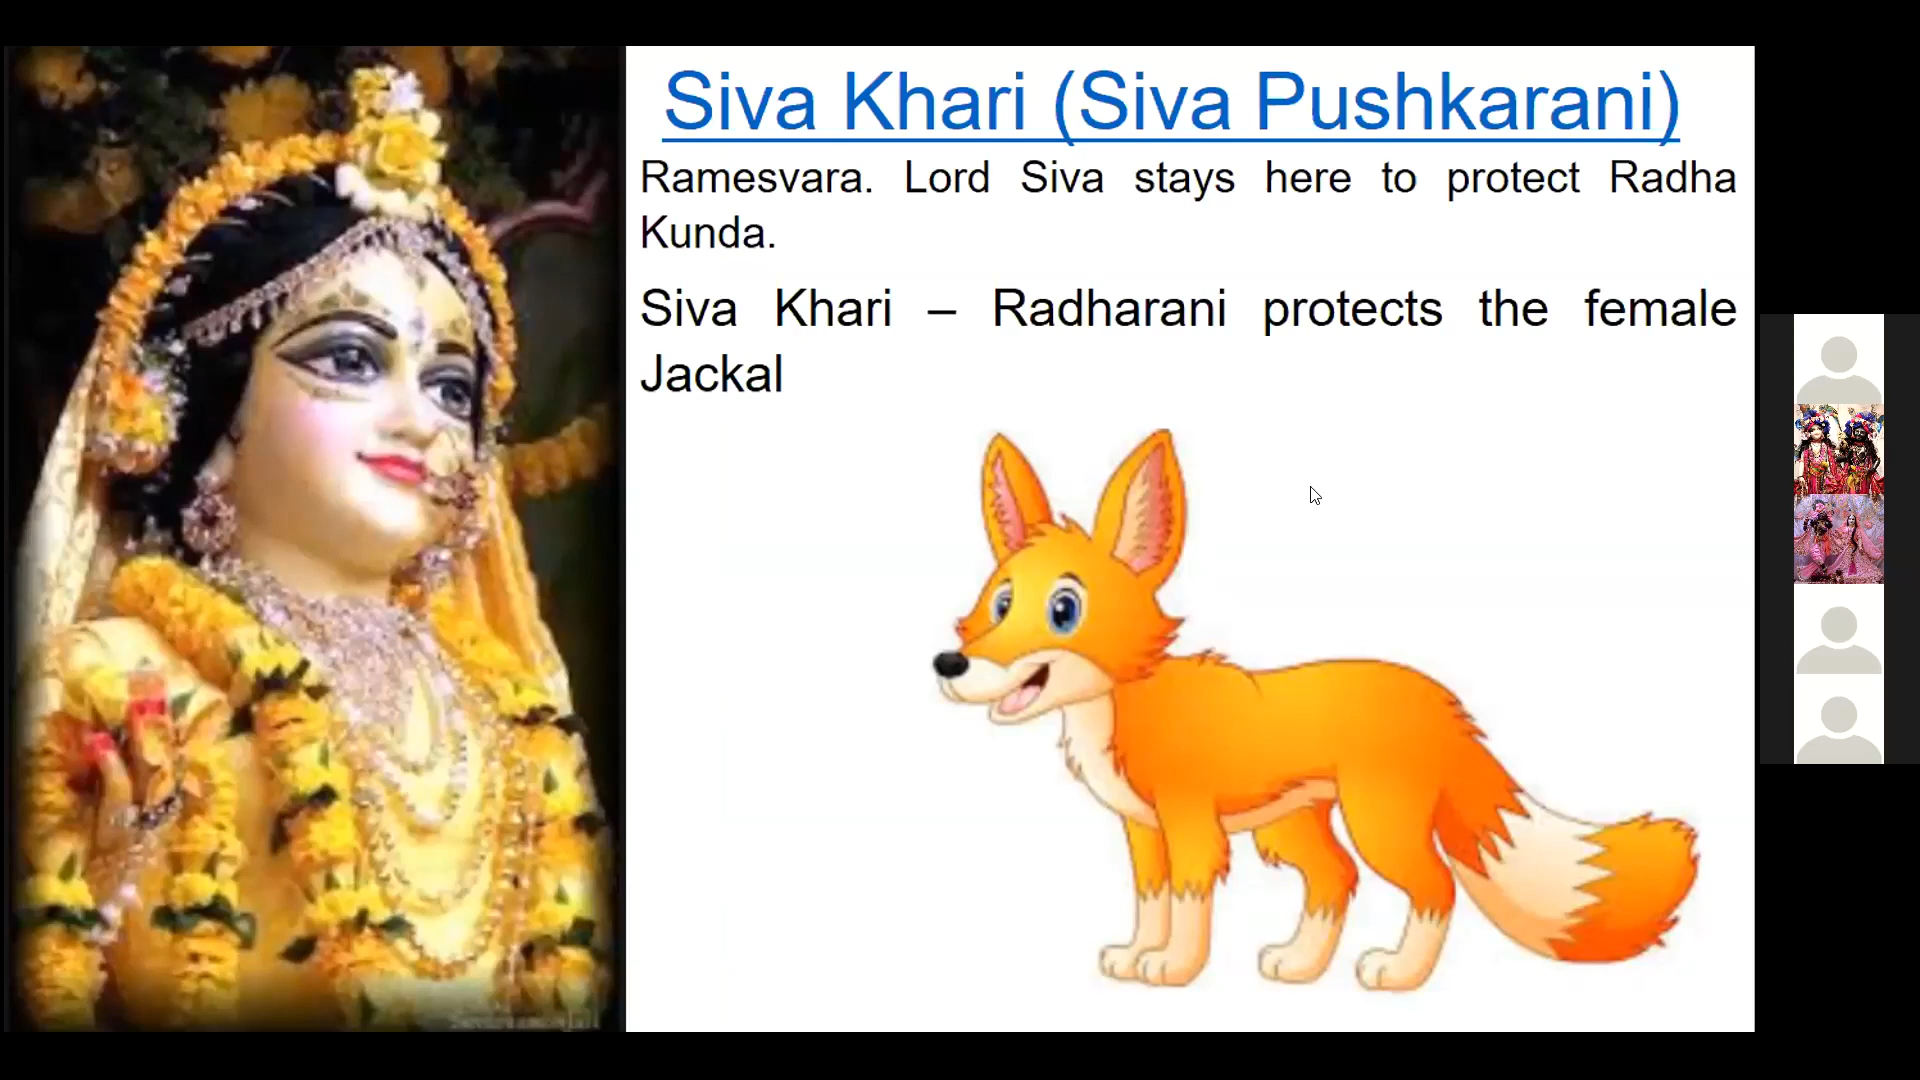 Siva Khari (Siva Pushkarani)
Ramesvara. Lord Siva stays here to protect Radha
Kunda.
Siva Khari – Radharani protects the female
Jackal